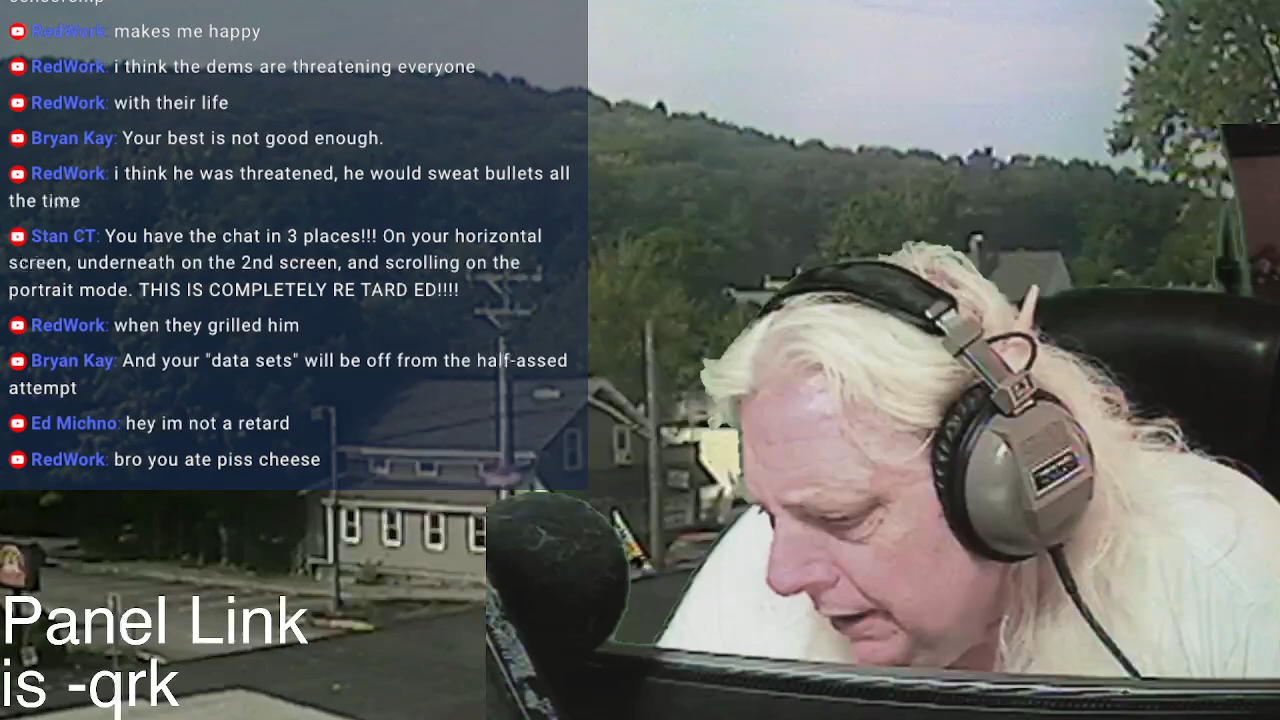 RedWork: makes me happy
RedWork: i think the dems are threatening everyone
RedWork: with their life
Bryan Kay: Your best is not good enough.
RedWork: i think he was threatened, he would sweat bullets all
the time
Stan CT: You have the chat in 3 places!!! On your horizontal
screen, underneath on the 2nd screen, and scrolling on the
portrait mode. THIS IS COMPLETELY RE TARD ED!!!!
RedWork: when they grilled him
Bryan Kay: And your "data sets" will be off from the half-assed
attempt
Ed Michno: hey im not a retard
RedWork: bro you ate piss cheese
Panel Link
is -qrk